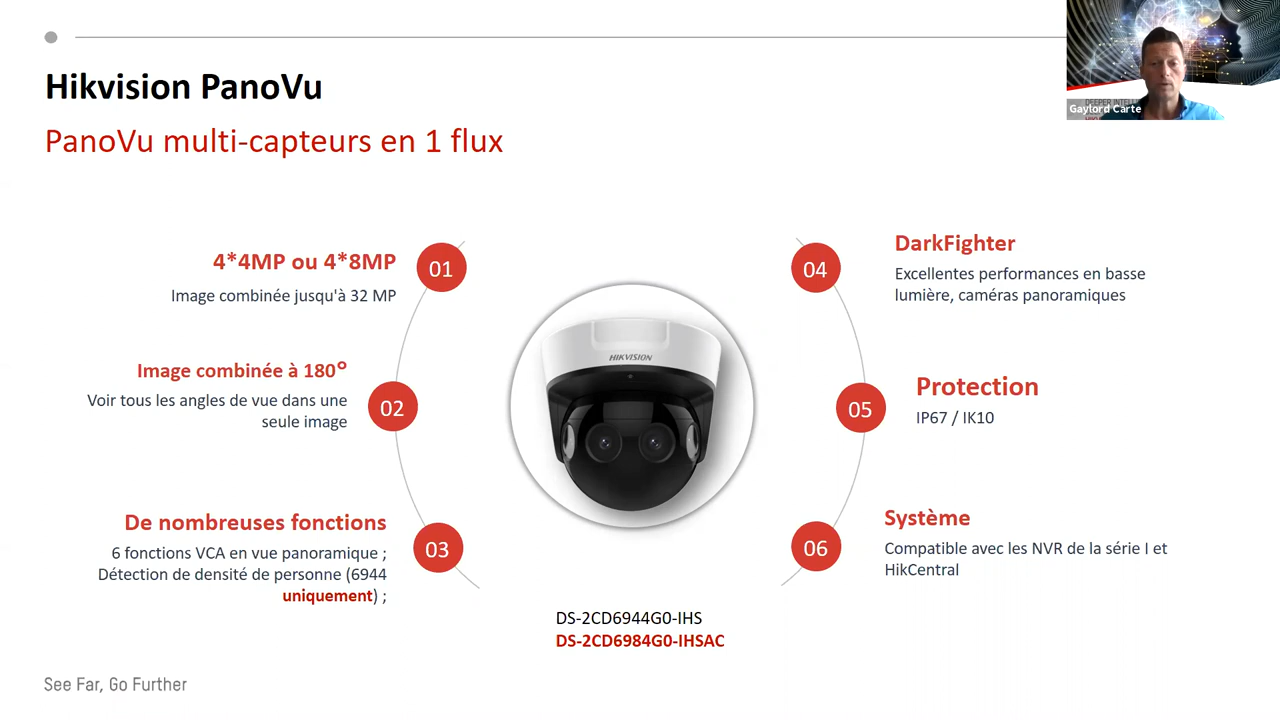 Hikvision PanoVu
PanoVu multi-capteurs en 1 flux
Gaylord Carte
01
4*4MP ou 4*8MP
Image combinée jusqu'à 32 MP
02
Image combinée à 180°
Voir tous les angles de vue dans une
seule image
03
De nombreuses fonctions
6 fonctions VCA en vue panoramique ;
Détection de densité de personne (6944
uniquement) ;
HIKVISION
04
DarkFighter
Excellentes performances en basse
lumière, caméras panoramiques
05
Protection
IP67 / IK10
06
Système
Compatible avec les NVR de la série I et
HikCentral
DS-2CD6944G0-IHS
DS-2CD6984G0-IHSAC
See Far, Go Further